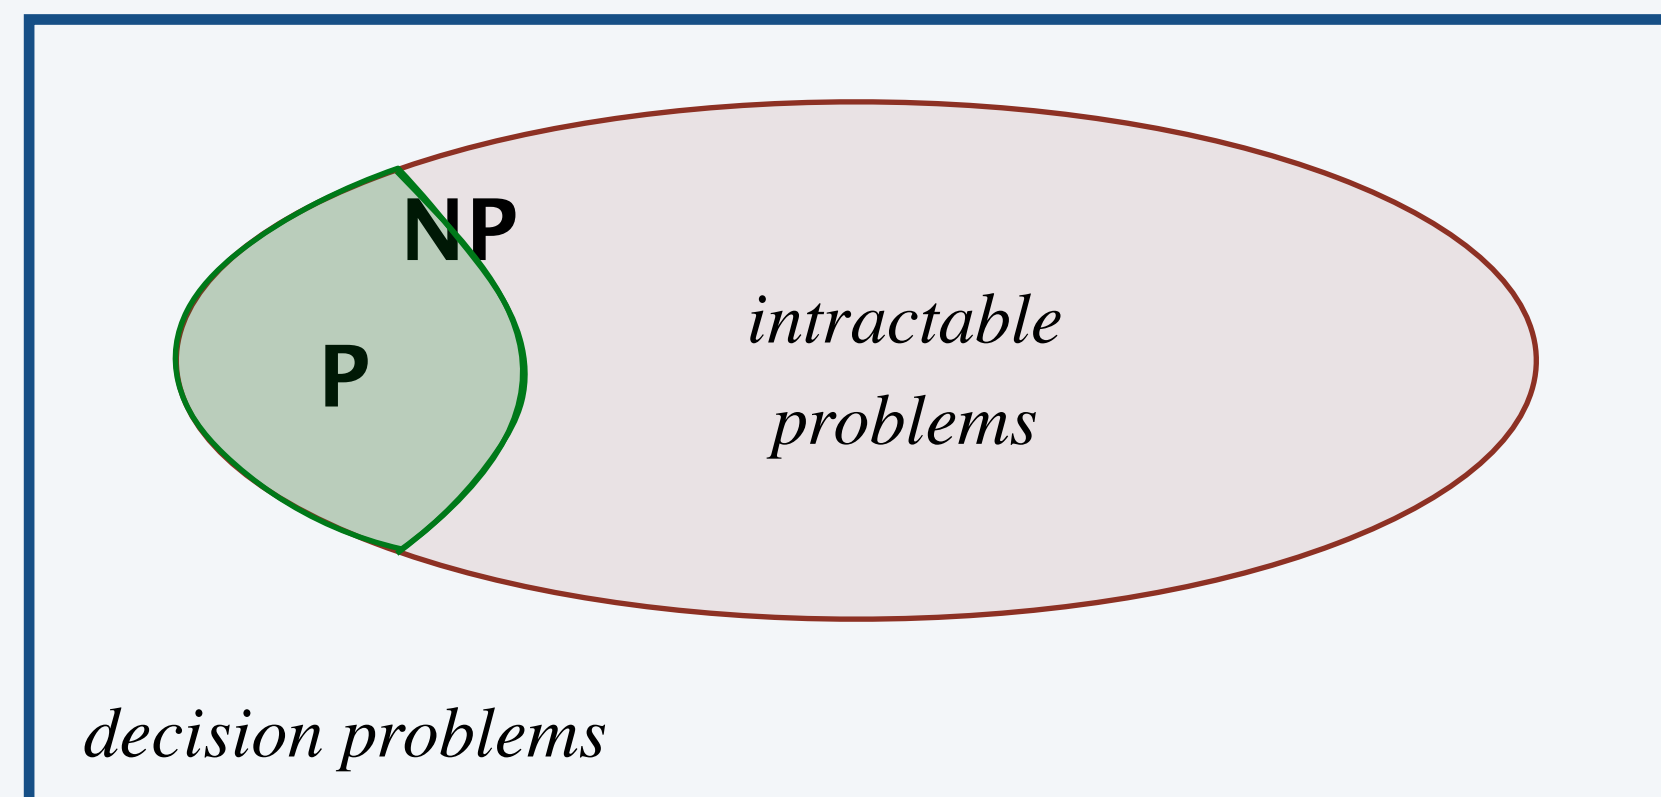 NP
P
intractable
problems
decision problems